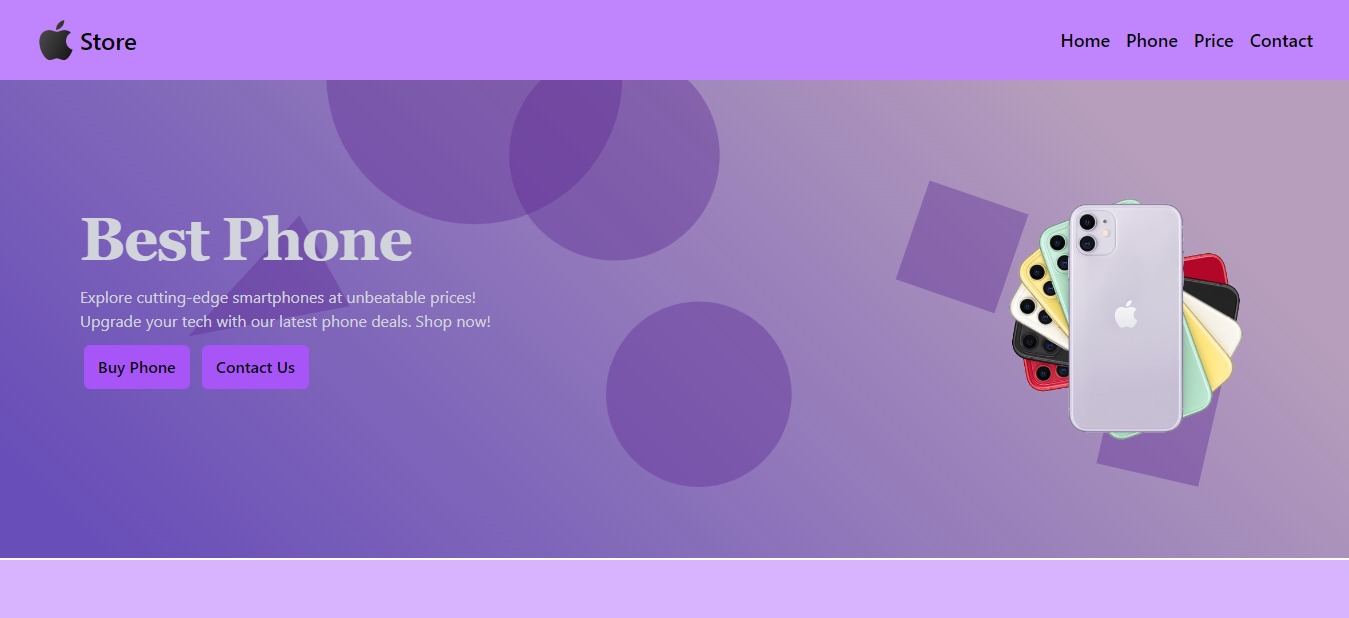 Store
Home Phone Price Contact
Best Phone
Explore cutting-edge smartphones at unbeatable prices!
Upgrade your tech with our latest phone deals. Shop now!
Buy Phone Contact Us